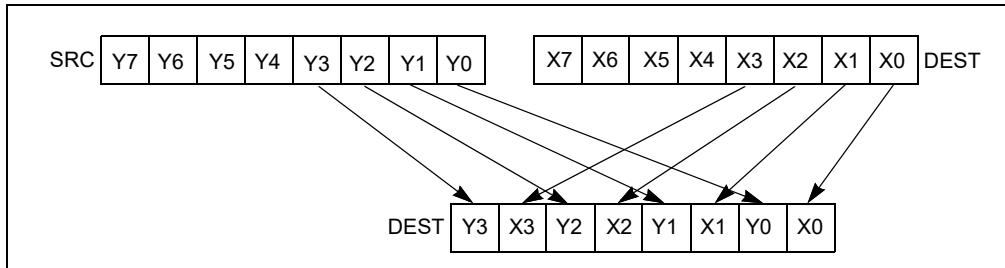 SRC Y7 Y6 Y5 Y4 Y3 Y2 Y1 Y0 X7 X6 X5 X4 X3 X2 X1 X0 DEST
DEST Y3 X3 Y2 X2 Y1 X1 Y0 X0